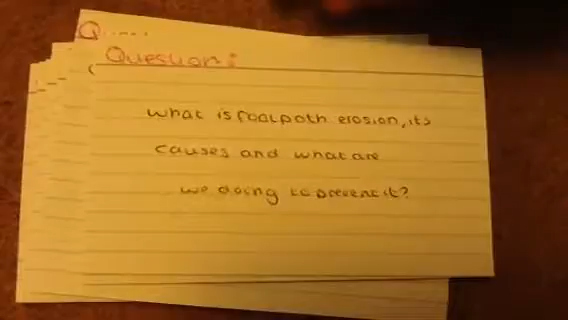 Question:
what is footpath erosion, its
causes and what are
we doing to prevent it?